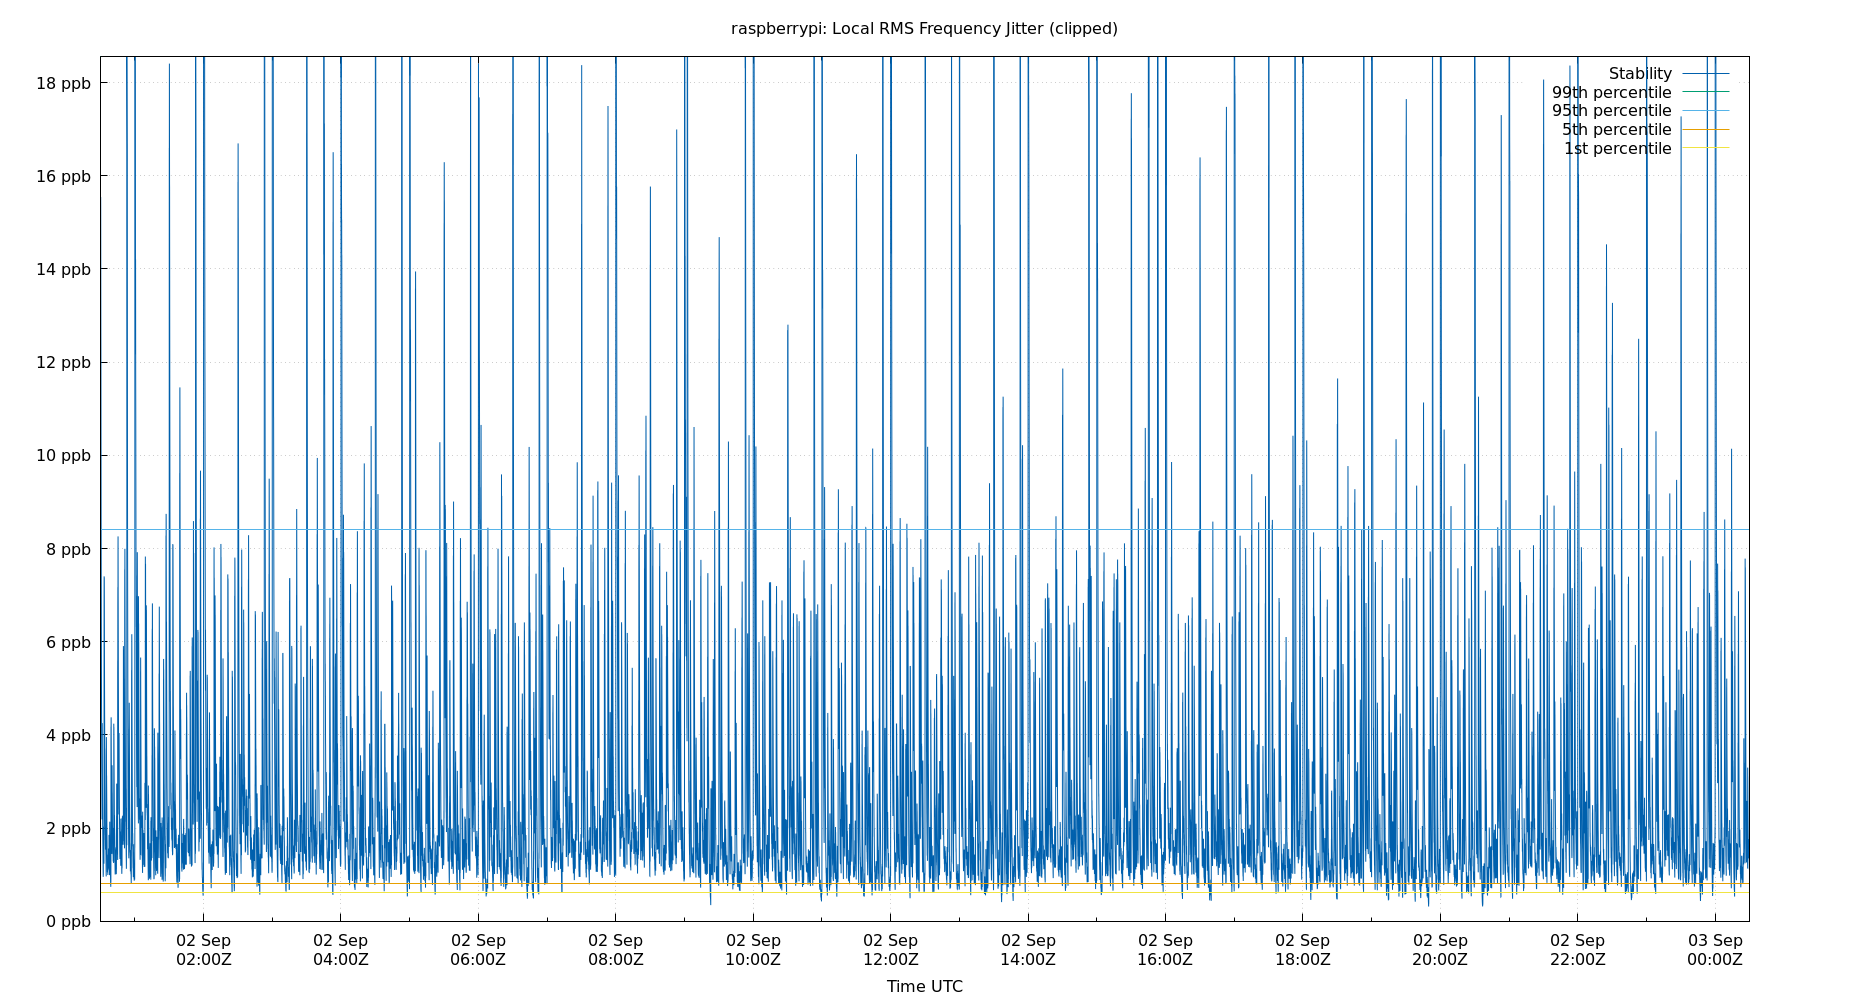 raspberrypi: Local RMS Frequency Jitter (clipped)
18 ppb
16 ppb
14 ppb
12 ppb
10 ppb
8 ppb
6 ppb
4 ppb
2 ppb
0 ppb
Stability
99th percentile
95th percentile
5th percentile
1st percentile
02 Sep 02 Sep 02 Sep 02 Sep 02 Sep 02 Sep 02 Sep 02 Sep 02 Sep 02 Sep 02 Sep 03 Sep
02:00Z 04:00Z 06:00Z 08:00Z 10:00Z 12:00Z 14:00Z 16:00Z 18:00Z 20:00Z 22:00Z 00:00Z
Time UTC